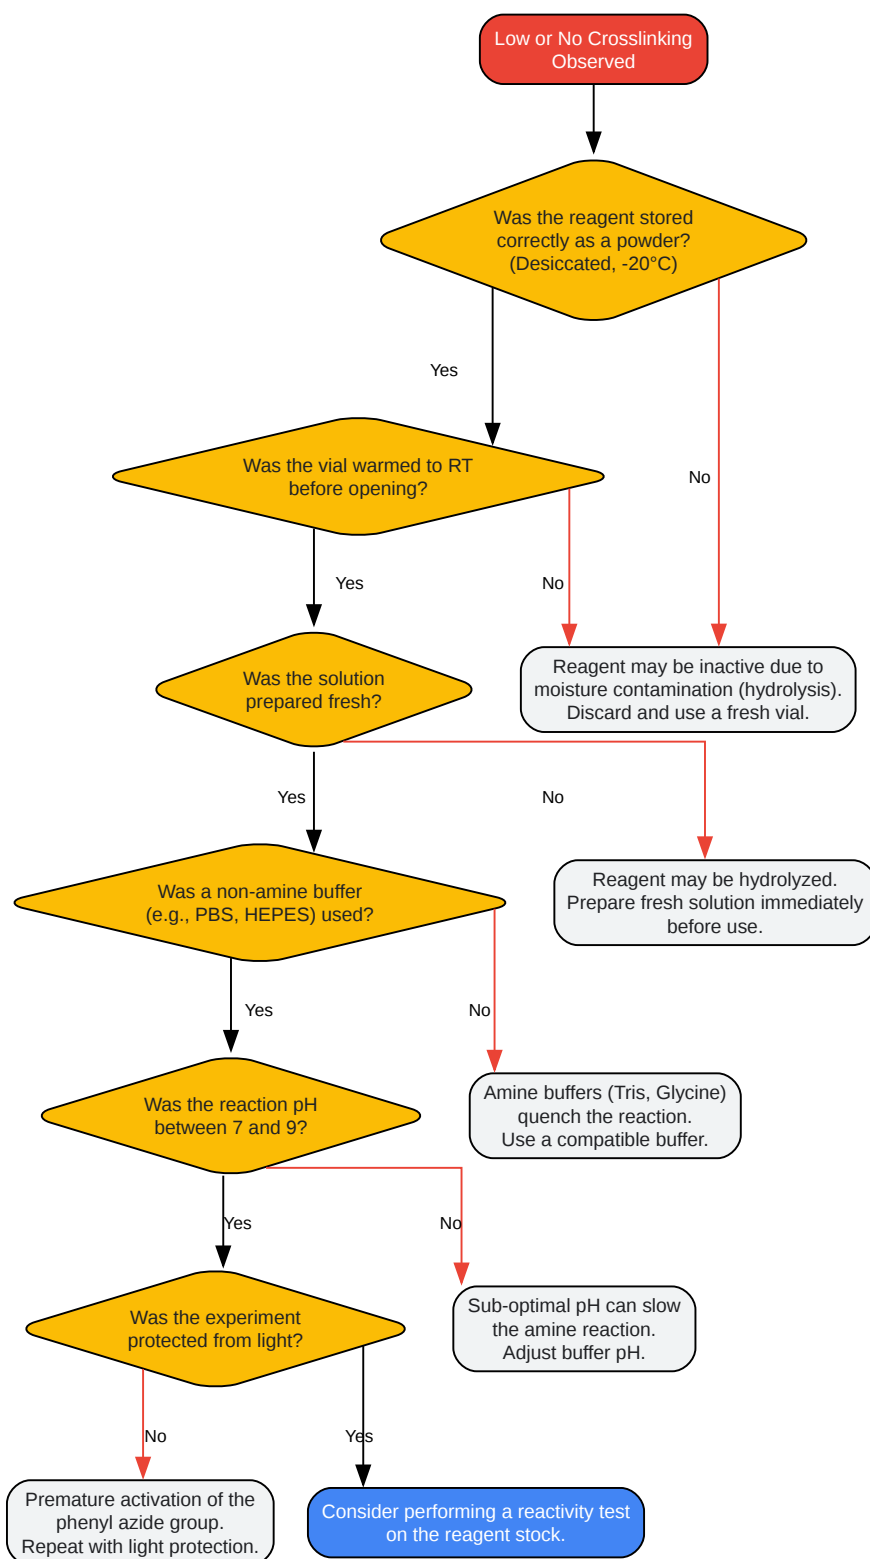 Low or No Crosslinking
Observed
Was the reagent stored
correctly as a powder?
(Desiccated, -20°C)
Yes
No
Was the vial warmed to RT
before opening?
Yes
No
Reagent may be inactive due to
moisture contamination (hydrolysis).
Discard and use a fresh vial.
Was the solution
prepared fresh?
Yes
No
Reagent may be hydrolyzed.
Prepare fresh solution immediately
before use.
Was a non-amine buffer
(e.g., PBS, HEPES) used?
Yes
No
Amine buffers (Tris, Glycine)
quench the reaction.
Use a compatible buffer.
Was the reaction pH
between 7 and 9?
Yes
No
Sub-optimal pH can slow
the amine reaction.
Adjust buffer pH.
Was the experiment
protected from light?
No
Yes
Premature activation of the
phenyl azide group.
Repeat with light protection.
Consider performing a reactivity test
on the reagent stock.